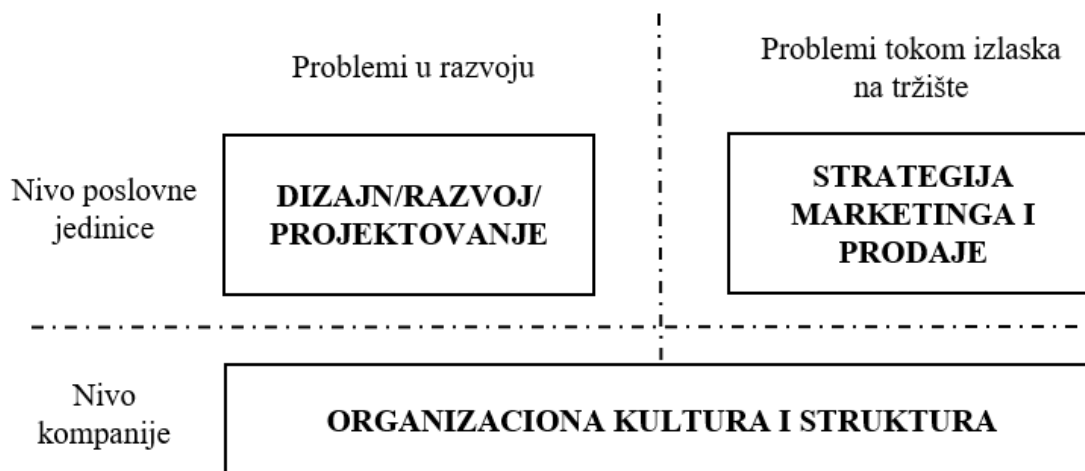 Problemi u razvoju
Problemi tokom izlaska
na tržište
Nivo poslovne
jedinice
DIZAJN/RAZVOJ/
PROJEKTOVANJE
STRATEGIJA
MARKETINGA I
PRODAJE
Nivo
kompanije
ORGANIZACIONA KULTURA I STRUKTURA